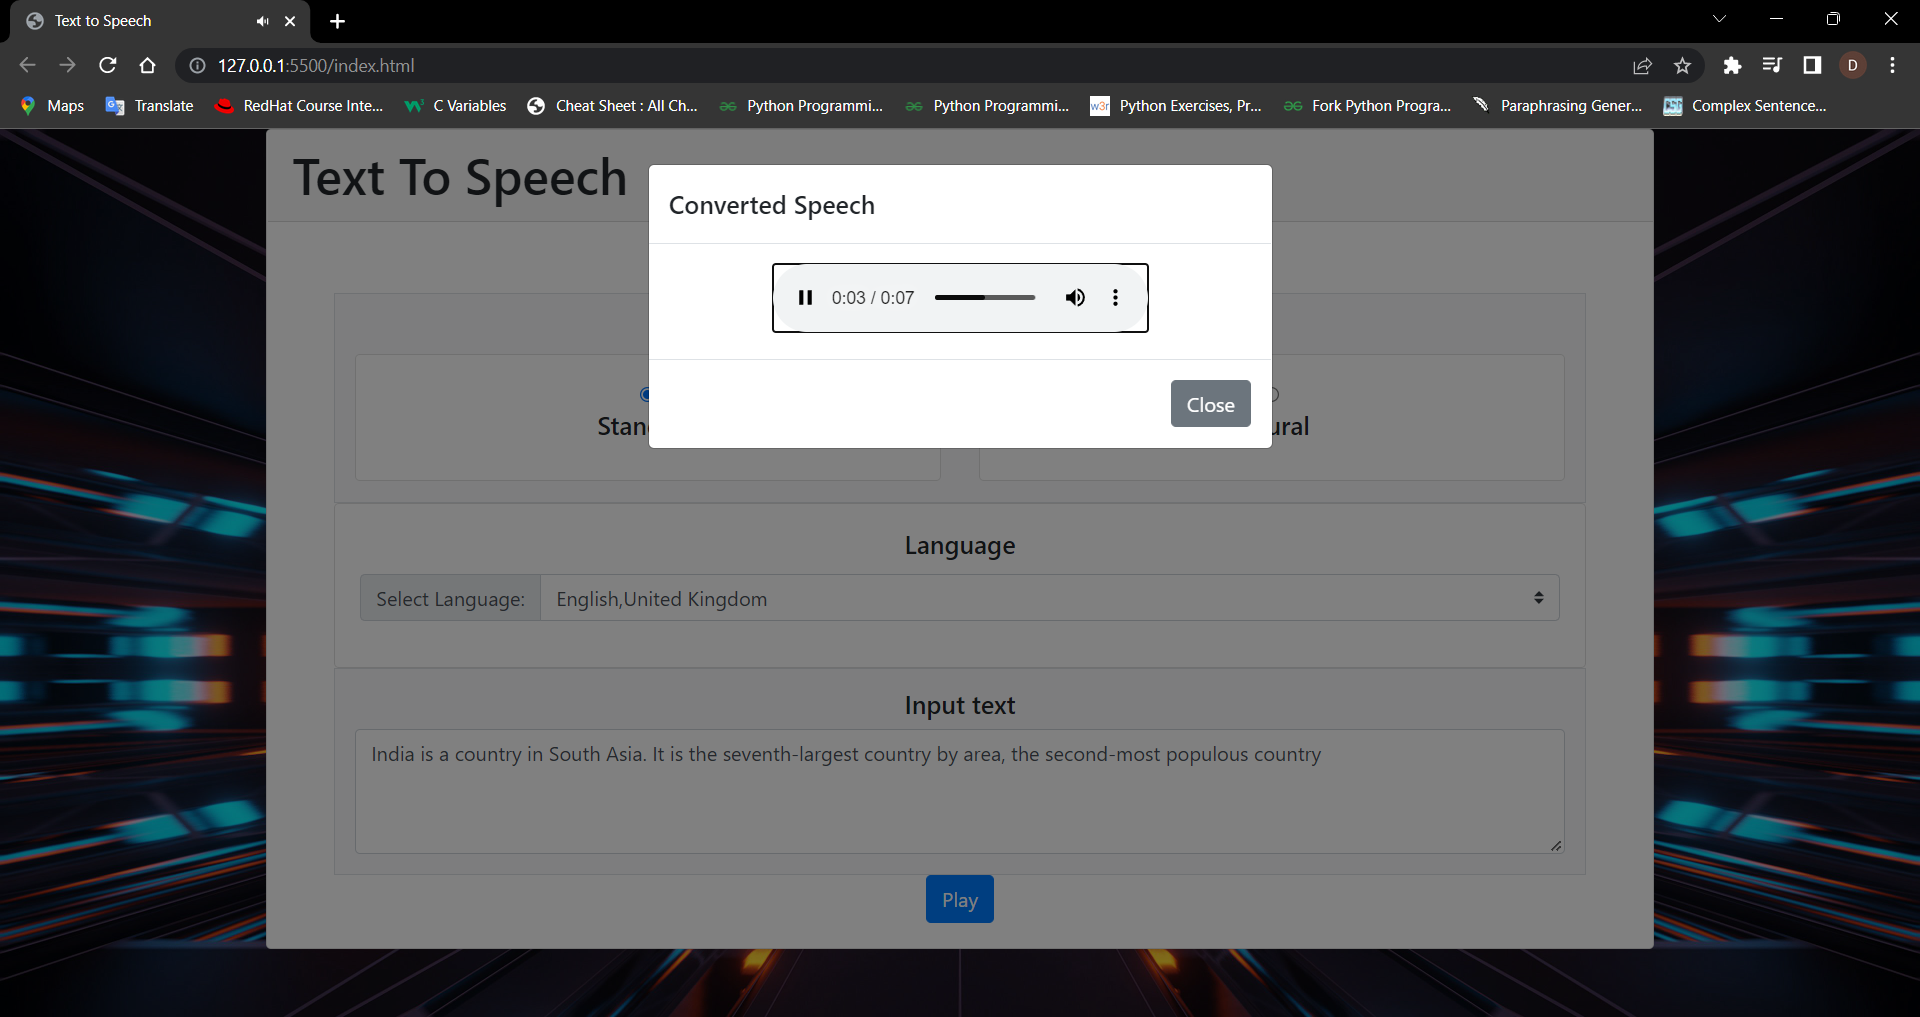 Text to Speech
127.0.0.1:5500/index.html
D
Maps
Translate
RedHat Course Inte...
C Variables
Cheat Sheet : All Ch...
Python Programmi...
Python Programmi...
w3r
Python Exercises, Pr...
Fork Python Progra...
Paraphrasing Gener...
Complex Sentence...
Text To Speech
Converted Speech
0:03 / 0:07
Close
Stan
ural
Language
Select Language:
English,United Kingdom
Input text
India is a country in South Asia. It is the seventh-largest country by area, the second-most populous country
Play